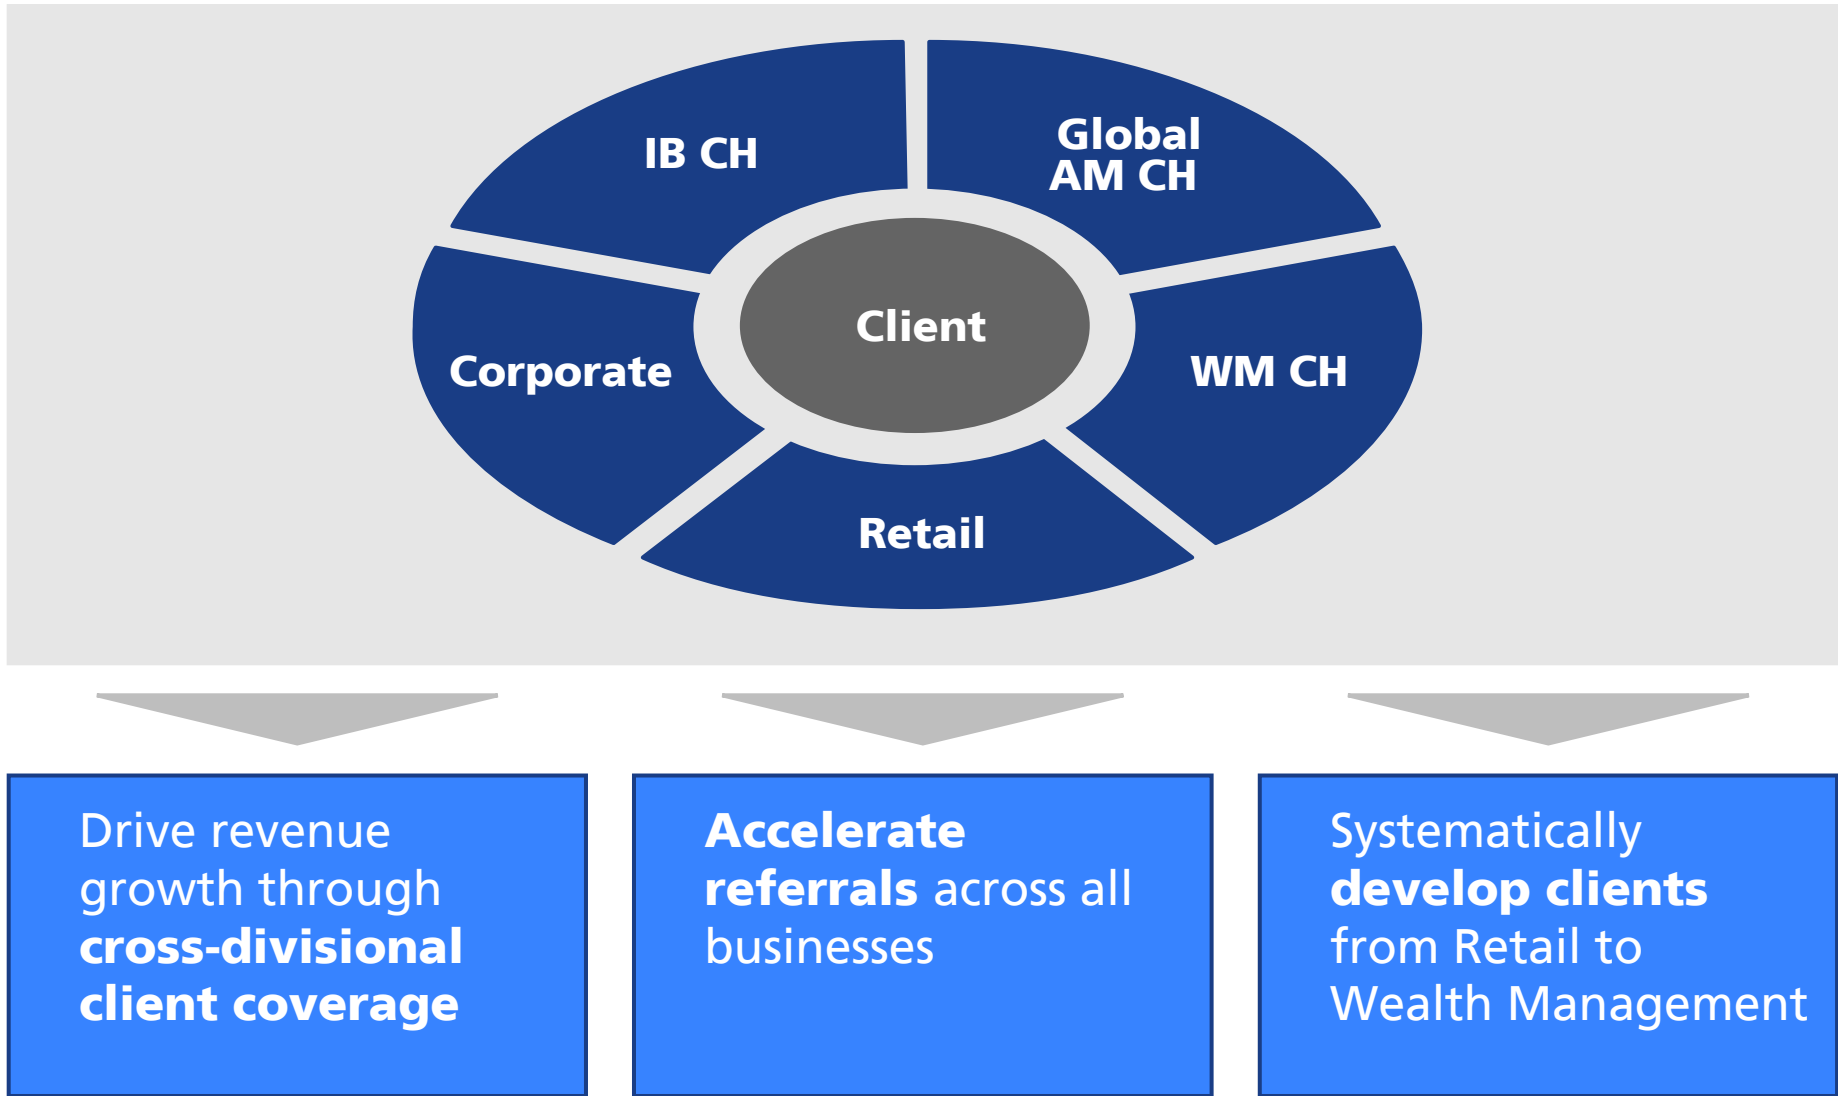 IB CH
Global
AM CH
Client
Corporate
WM CH
Retail
Drive revenue
growth through
cross-divisional
client coverage
Accelerate
referrals across all
businesses
Systematically
develop clients
from Retail to
Wealth Management